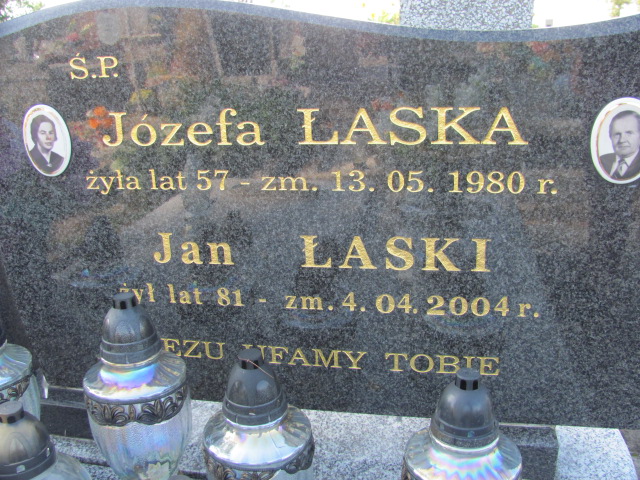 Ś.P.
Józefa ŁASKA
żyła lat 57 - zm. 13. 05. 1980 r.
Jan ŁASKI
żył lat 81 - zm. 4. 04. 2004 r.
EZU UFAMY TOBIE